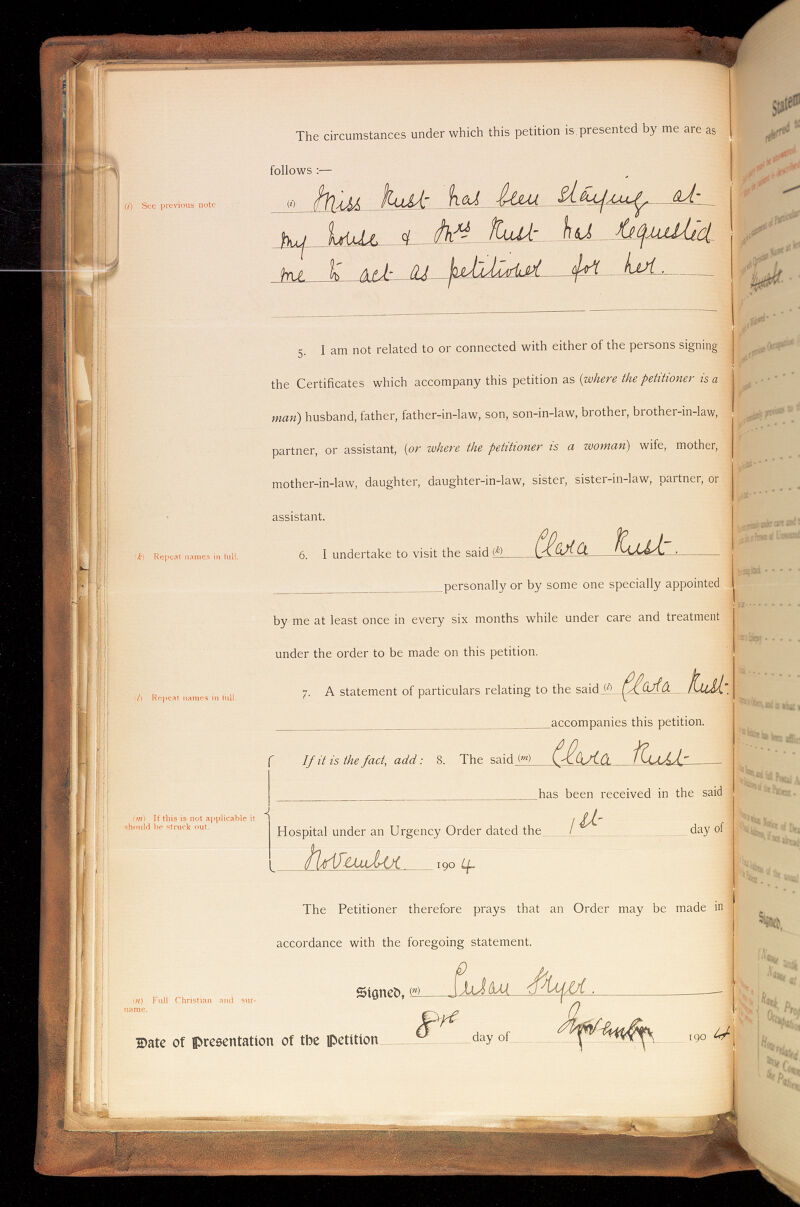 The circumstances under which this petition is presented by me are as
follows :—
(i) See previous note
(i) Miss Rust has been staying at
my house & Mrs Rust has requested
me to act as petitioner for her.
5. I am not related to or connected with either of the persons signing
the Certificates which accompany this petition as (where the petitioner is a
man) husband, father, father-in-law, son, son-in-law, brother, brother-in-law,
partner, or assistant, (or where the petitioner is a woman) wife, mother,
mother-in-law, daughter, daughter-in-law, sister, sister-in-law, partner, or
assistant.
(k) Repeat names in full.
6. I undertake to visit the said (k) Clara Rust.
personally or by some one specially appointed
by me at least once in every six months while under care and treatment
under the order to be made on this petition.
(l) Repeat names in full.
7. A statement of particulars relating to the said (l) Clara Rust.
accompanies this petition.
If it is the fact, add: 8. The said (m) Clara Rust
has been received in the said
(m) If this is not applicable it
should be struck out.
Hospital under an Urgency Order dated the 1st day of
November. 1904
The Petitioner therefore prays that an Order may be made in
accordance with the foregoing statement.
(n) Full Christian and sur-
name.
Signed, (n) Susan Fryer.
Date of Presentation of the Petition day of November 1904
Statem
referred to
Signed,